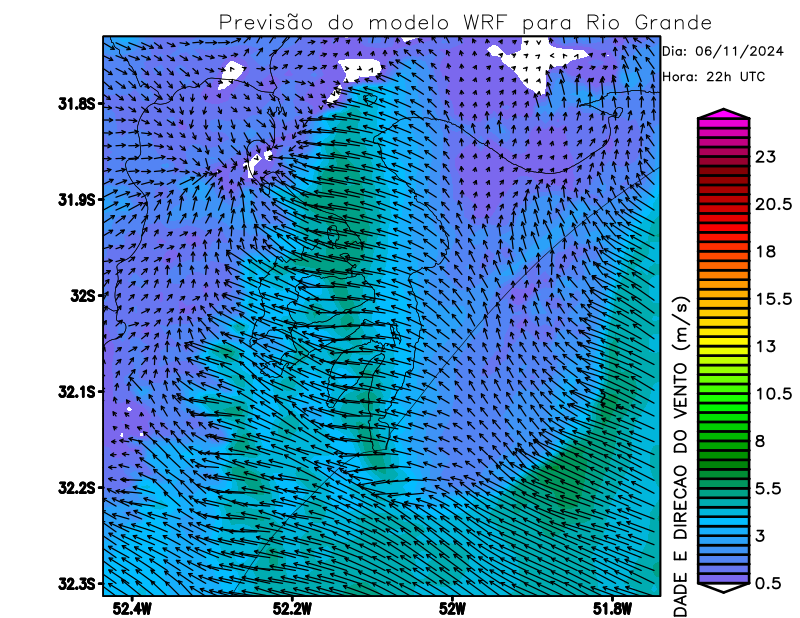 Previsão do modelo WRF para Rio Grande
Dia: 06/11/2024
Hora: 22h UTC
31.8S
31.9S
32S
32.1S
32.2S
32.3S
52.4W
52.2W
52W
51.8W
DADE E DIRECAO DO VENTO (m/s)
23
20.5
18
15.5
13
10.5
8
5.5
3
0.5